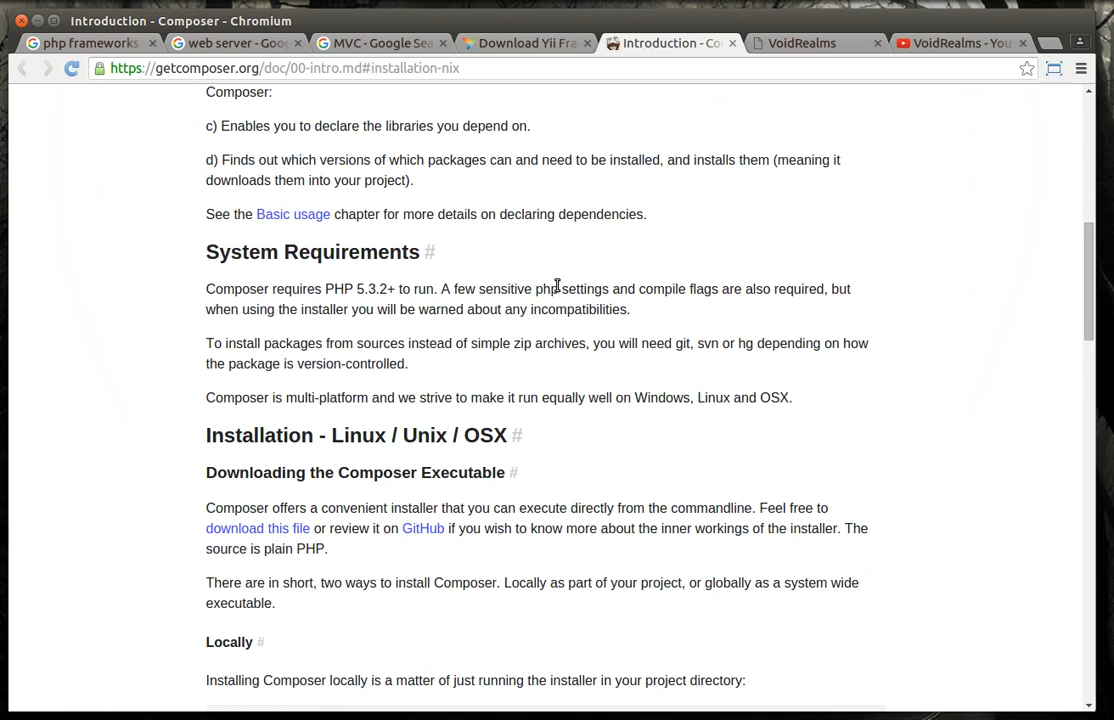 Introduction - Composer - Chromium
php frameworks
web server - Goo
MVC - Google Sea
Download Yii Fra
Introduction - Co
VoidRealms
VoidRealms - You
https://getcomposer.org/doc/00-intro.md#installation-nix
Composer:
c) Enables you to declare the libraries you depend on.
d) Finds out which versions of which packages can and need to be installed, and installs them (meaning it
downloads them into your project).
See the Basic usage chapter for more details on declaring dependencies.
System Requirements #
Composer requires PHP 5.3.2+ to run. A few sensitive php settings and compile flags are also required, but
when using the installer you will be warned about any incompatibilities.
To install packages from sources instead of simple zip archives, you will need git, svn or hg depending on how
the package is version-controlled.
Composer is multi-platform and we strive to make it run equally well on Windows, Linux and OSX.
Installation - Linux / Unix / OSX #
Downloading the Composer Executable #
Composer offers a convenient installer that you can execute directly from the commandline. Feel free to
download this file or review it on GitHub if you wish to know more about the inner workings of the installer. The
source is plain PHP.
There are in short, two ways to install Composer. Locally as part of your project, or globally as a system wide
executable.
Locally #
Installing Composer locally is a matter of just running the installer in your project directory: